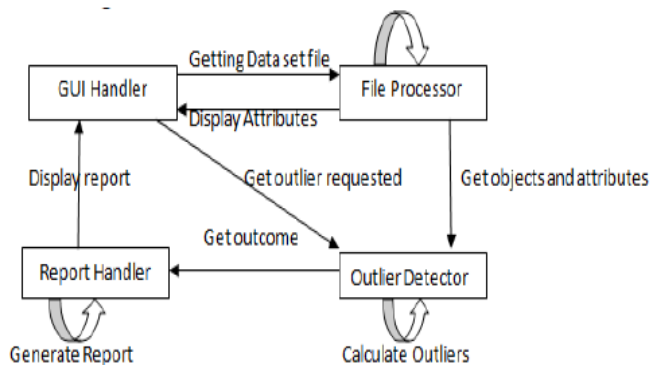 Getting Data set file
GUI Handler
File Processor
Display Attributes
Display report
Get outlier requested
Get objects and attributes
Get outcome
Report Handler
Outlier Detector
Generate Report
Calculate Outliers